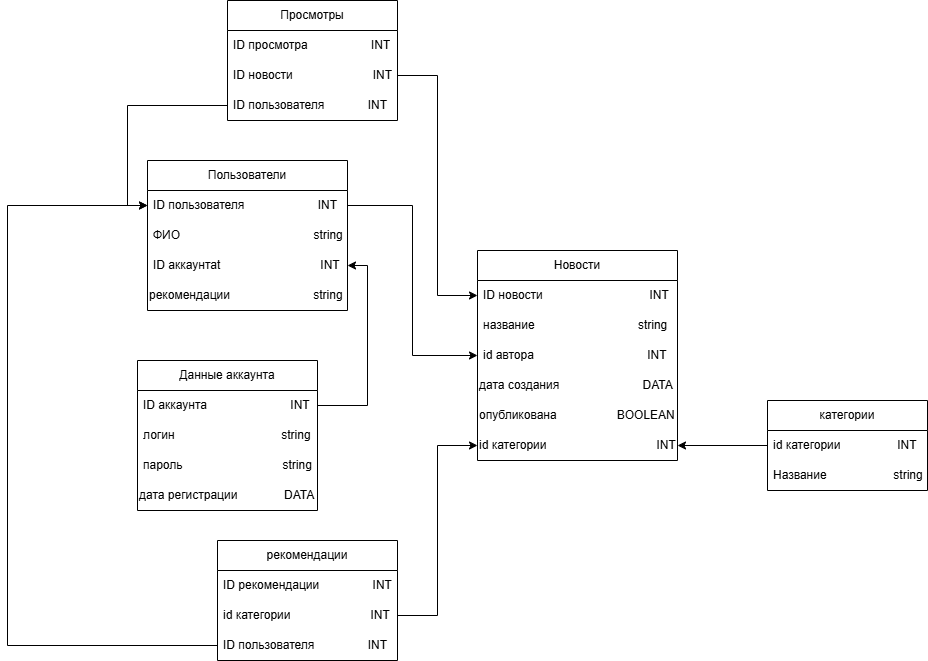 Просмотры
ID просмотра INT
ID новости INT
ID пользователя INT
Пользователи
ID пользователя INT
ФИО string
ID аккаунтаt INT
рекомендации string
Новости
ID новости INT
название string
id автора INT
дата создания DATA
опубликована BOOLEAN
id категории INT
Данные аккаунта
ID аккаунта INT
логин string
пароль string
дата регистрации DATA
категории
id категории INT
Название string
рекомендации
ID рекомендации INT
id категории INT
ID пользователя INT